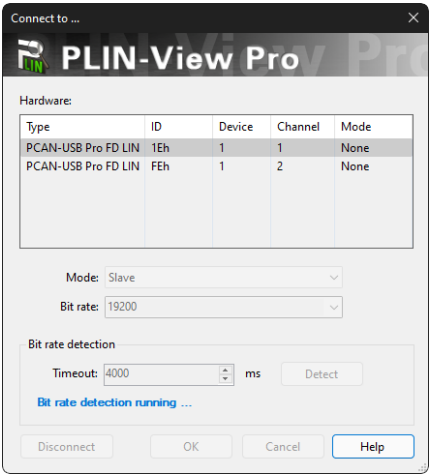 Connect to ...
PLIN-View Pro
Hardware:
Type ID Device Channel Mode
PCAN-USB Pro FD LIN 1Eh 1 1 None
PCAN-USB Pro FD LIN FEh 1 2 None
Mode: Slave
Bit rate: 19200
Bit rate detection
Timeout: 4000 ms Detect
Bit rate detection running ...
Disconnect OK Cancel Help